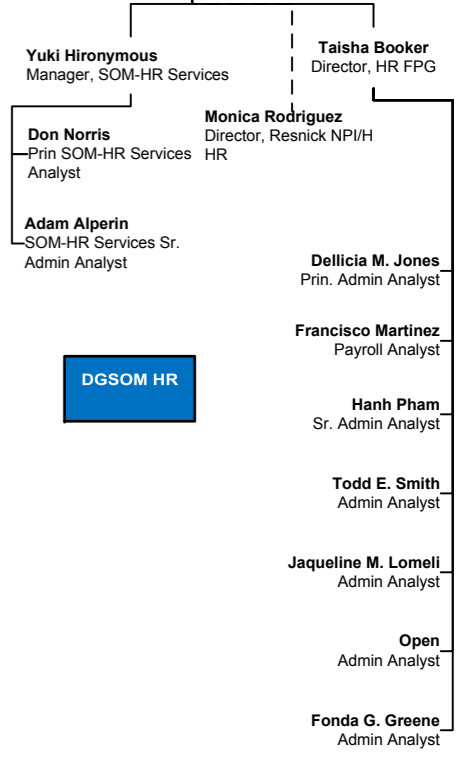 Yuki Hironymous
Manager, SOM-HR Services
Taisha Booker
Director, HR FPG
Monica Rodriguez
Director, Resnick NPI/H
HR
Don Norris
Prin SOM-HR Services
Analyst
Adam Alperin
SOM-HR Services Sr.
Admin Analyst
DGSOM HR
Dellicia M. Jones
Prin. Admin Analyst
Francisco Martinez
Payroll Analyst
Hanh Pham
Sr. Admin Analyst
Todd E. Smith
Admin Analyst
Jaqueline M. Lomeli
Admin Analyst
Open
Admin Analyst
Fonda G. Greene
Admin Analyst